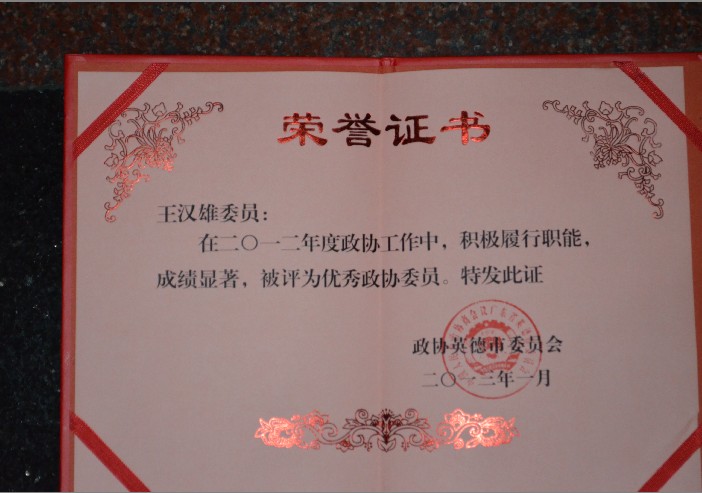 荣誉证书
王汉雄委员：
在二〇一二年度政协工作中，积极履行职能，
成绩显著，被评为优秀政协委员。特发此证
政协英德市委员会
二〇一三年一月